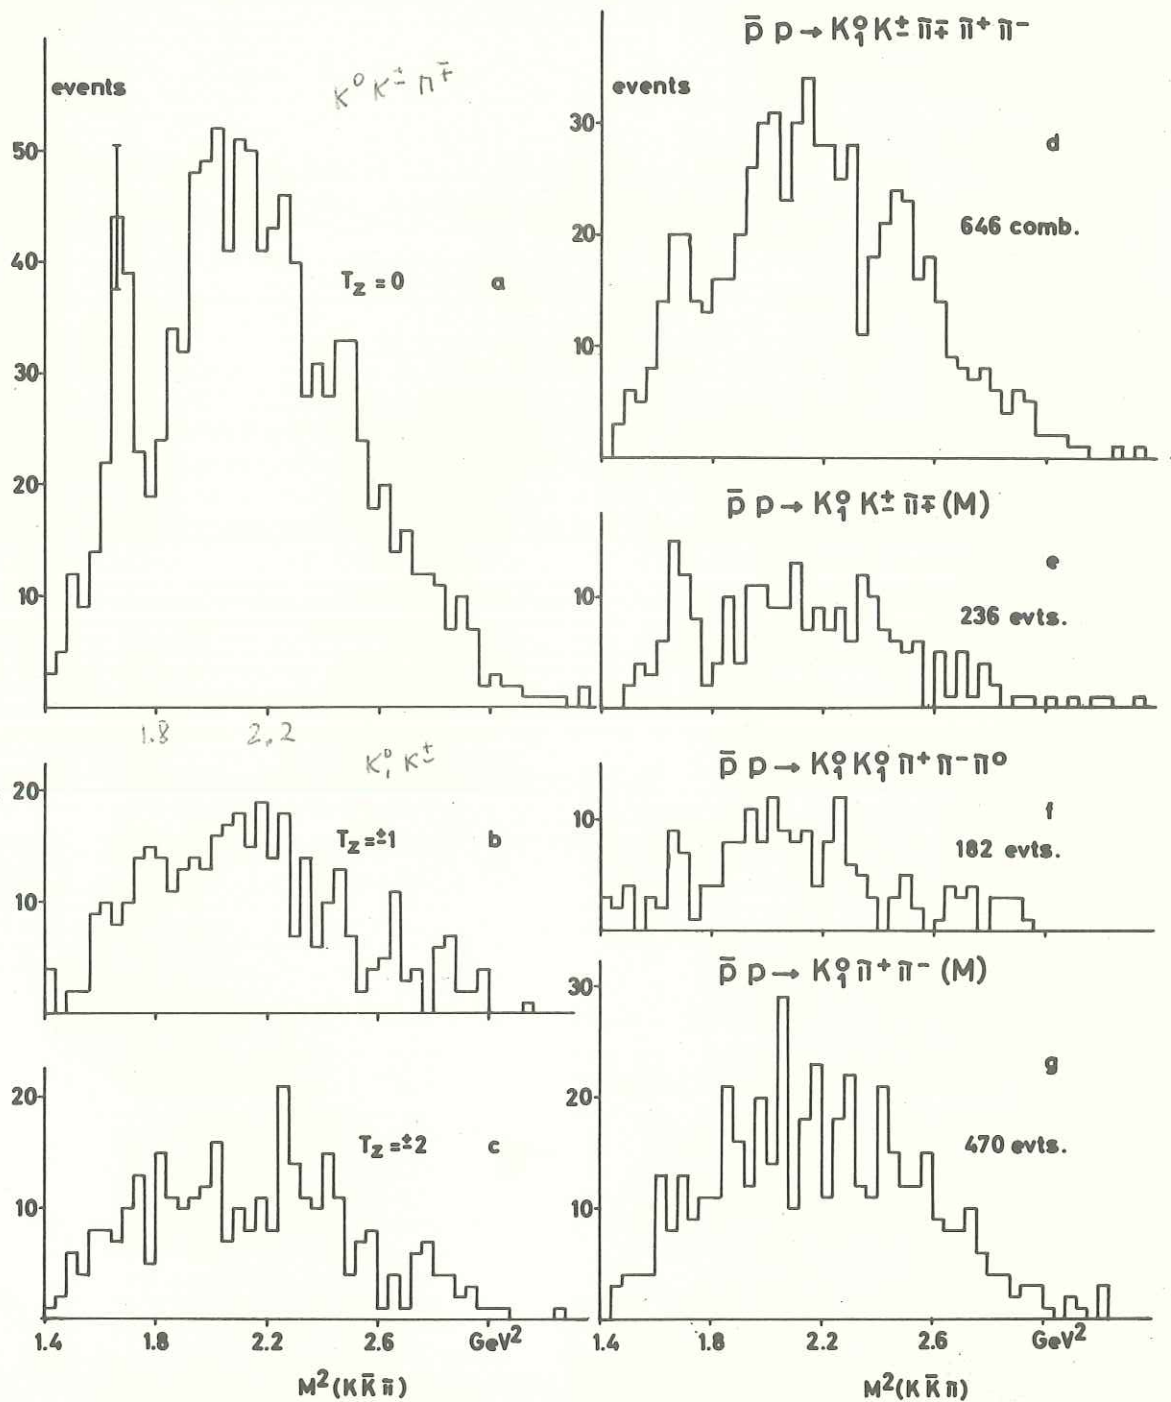 events
K⁰ K± π∓
50
40
30
20
10
T_z = 0 a
1.8 2,2
K⁰₁ K±
20
10
T_z = ±1 b
20
10
T_z = ±2 c
1.4 1.8 2.2 2.6 GeV²
M²(K K̄ π)
p̄ p → K⁰₁ K± π∓ π⁺ π⁻
events
30
20
10
d
646 comb.
p̄ p → K⁰₁ K± π∓ (M)
10
e
236 evts.
p̄ p → K⁰₁ K⁰₁ π⁺ π⁻ π⁰
10
f
182 evts.
p̄ p → K⁰₁ π⁺ π⁻ (M)
30
20
10
g
470 evts.
1.4 1.8 2.2 2.6 GeV²
M²(K K̄ π)